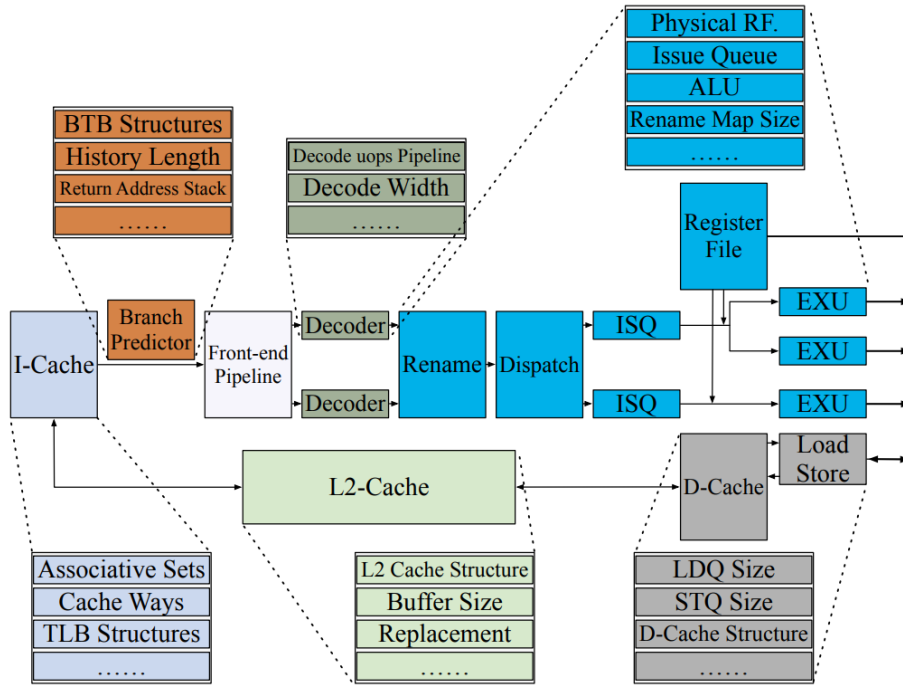 Physical RF.
Issue Queue
ALU
Rename Map Size
......
BTB Structures
History Length
Return Address Stack
......
Decode uops Pipeline
Decode Width
......
Register
File
I-Cache
Branch
Predictor
Front-end
Pipeline
Decoder
Decoder
Rename
Dispatch
ISQ
ISQ
EXU
EXU
EXU
L2-Cache
D-Cache
Load
Store
Associative Sets
Cache Ways
TLB Structures
......
L2 Cache Structure
Buffer Size
Replacement
......
LDQ Size
STQ Size
D-Cache Structure
......